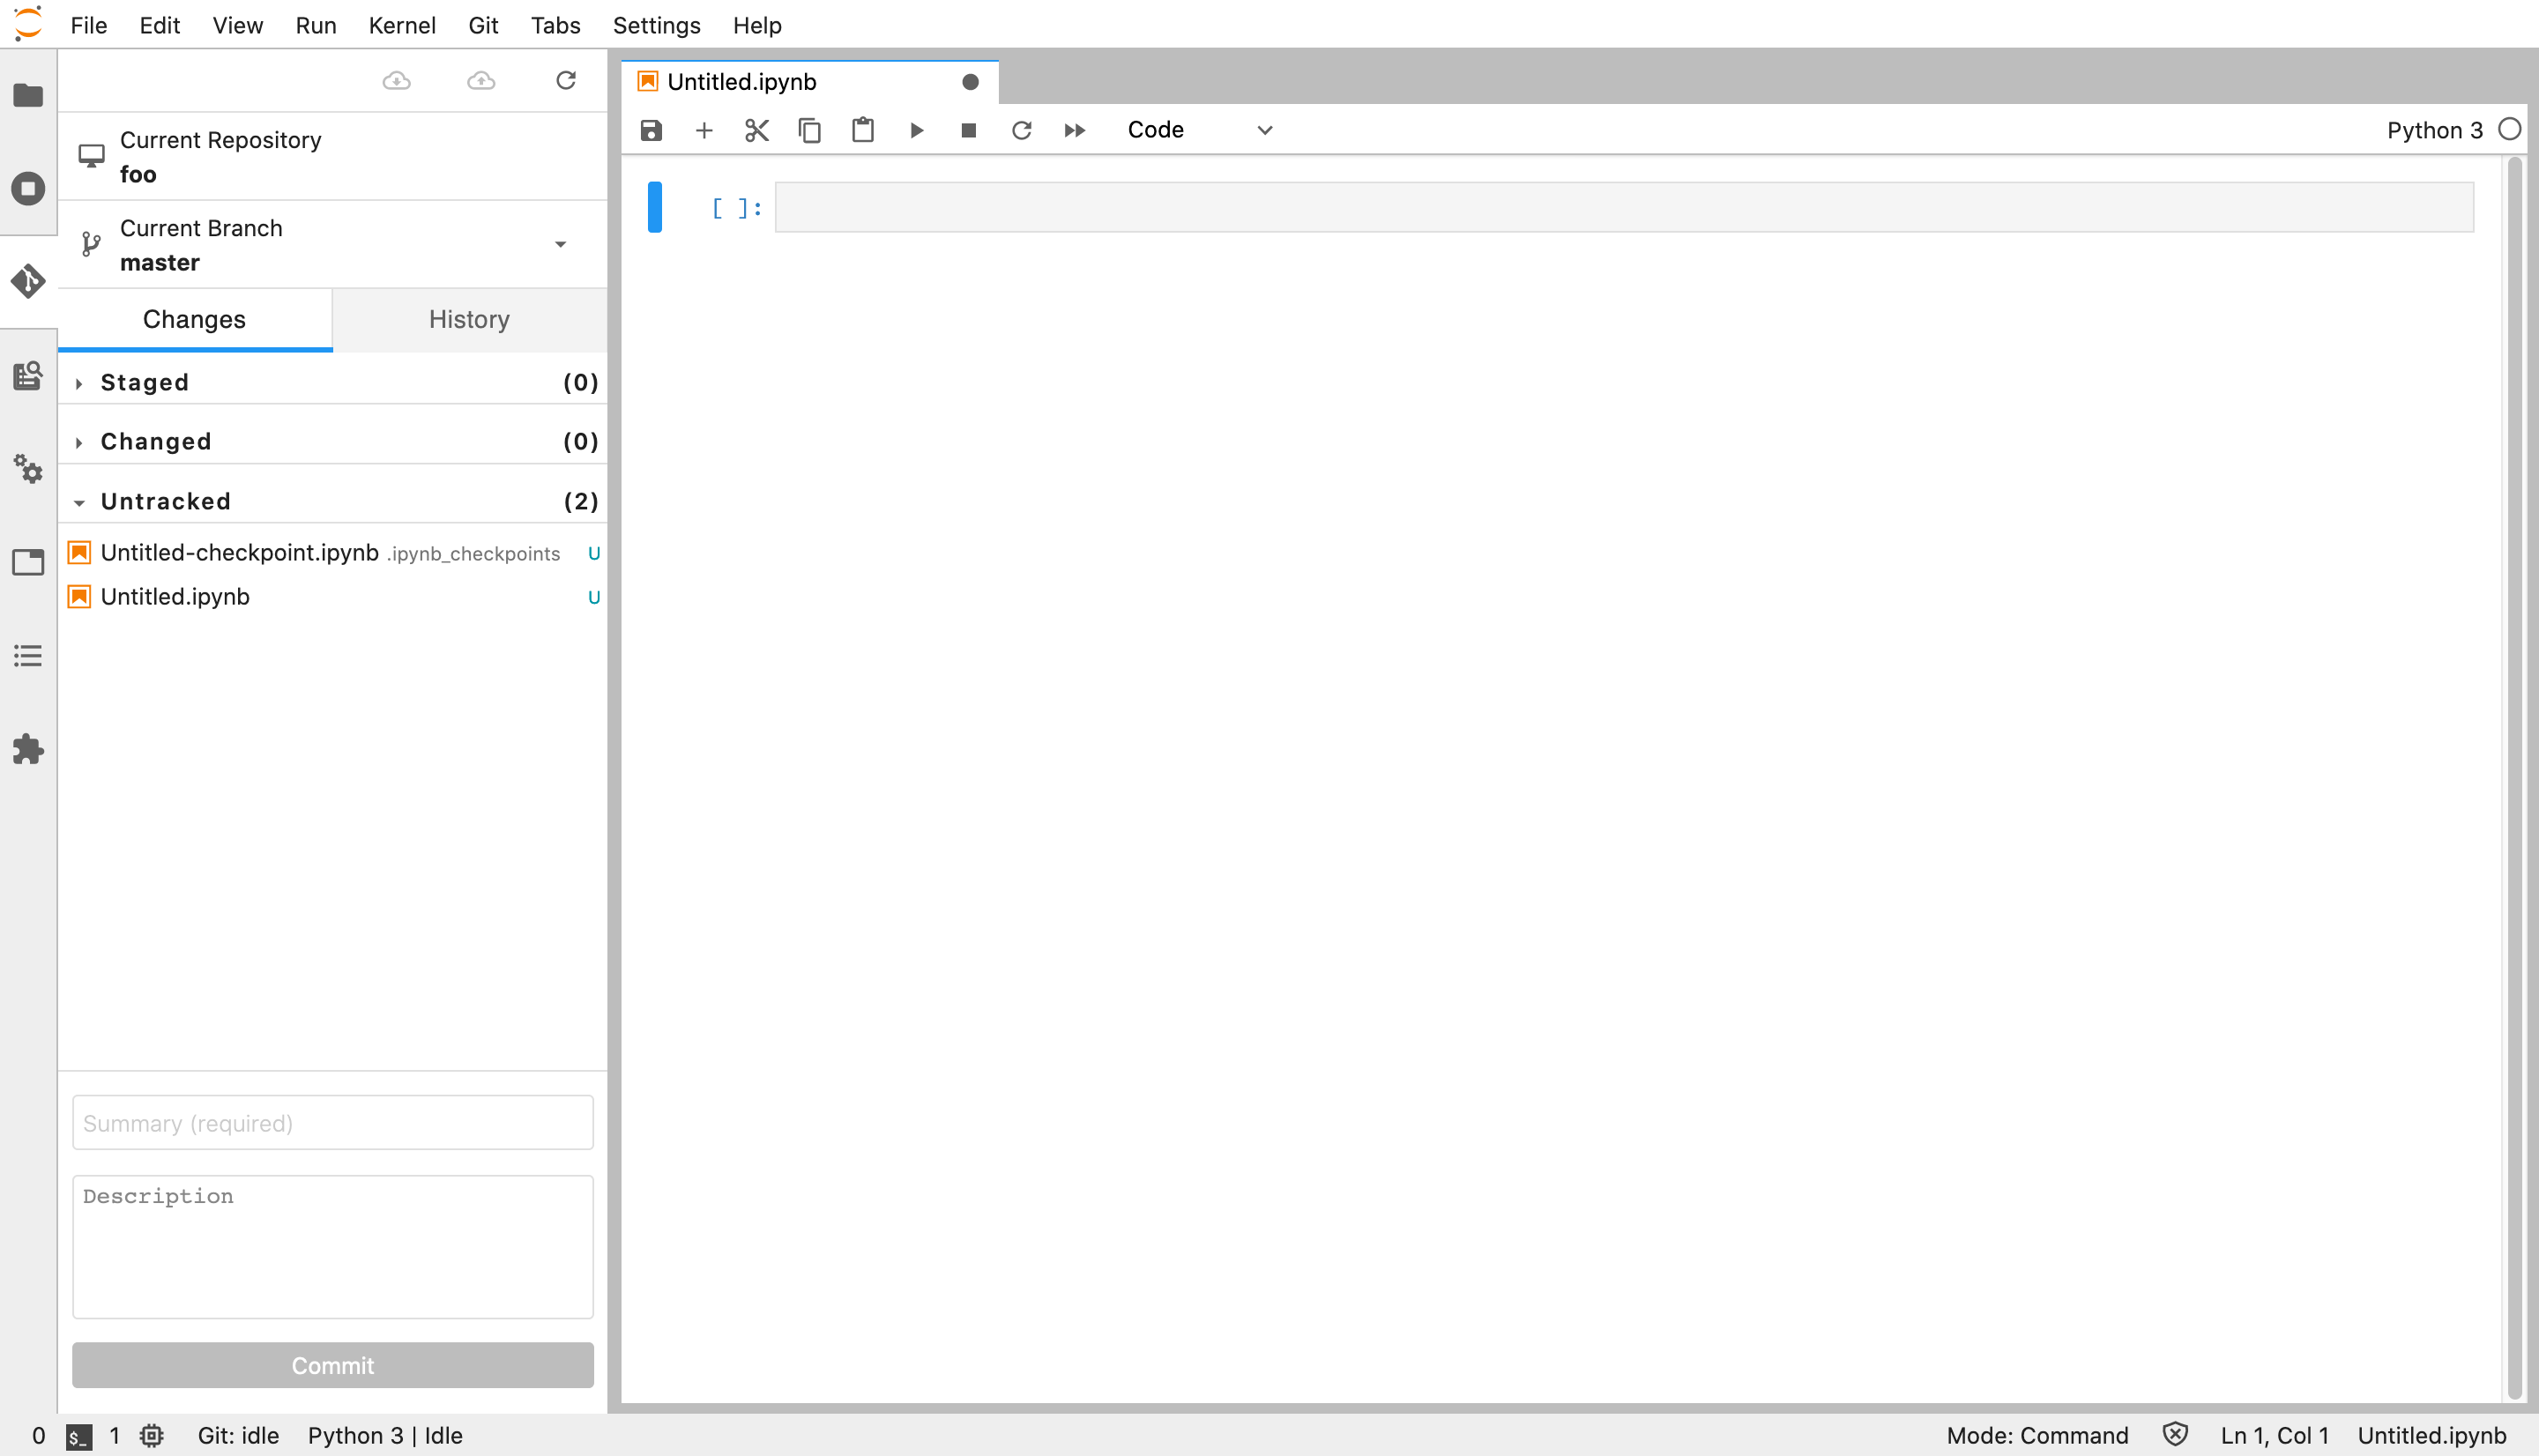 File Edit View Run Kernel Git Tabs Settings Help
Current Repository
foo
Current Branch
master
Changes History
Staged (0)
Changed (0)
Untracked (2)
Untitled-checkpoint.ipynb .ipynb_checkpoints U
Untitled.ipynb U
Summary (required)
Description
Commit
Untitled.ipynb
Code Python 3
[ ]:
0 $_ 1 Git: idle Python 3 | Idle Mode: Command Ln 1, Col 1 Untitled.ipynb